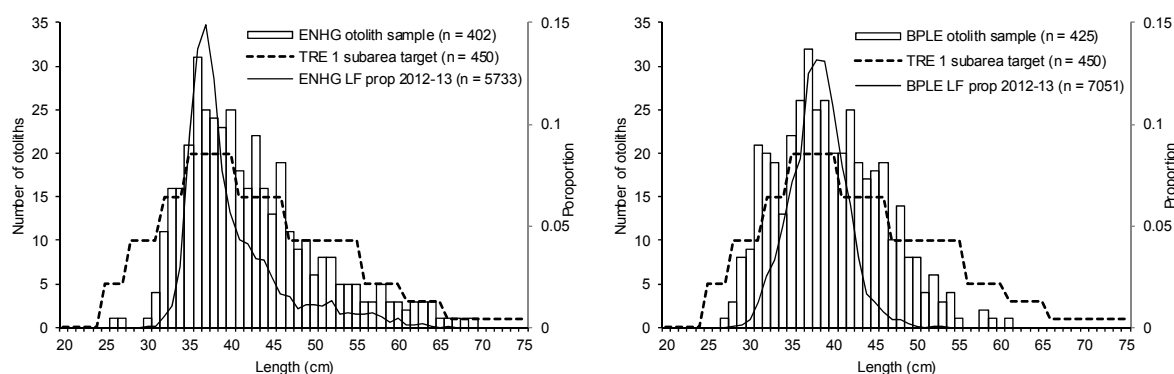 35
30
25
20
15
10
5
0
Number of otoliths
0.15
0.1
0.05
0
Poroportion
20 25 30 35 40 45 50 55 60 65 70 75
Length (cm)
ENHG otolith sample (n = 402)
TRE 1 subarea target (n = 450)
ENHG LF prop 2012-13 (n = 5733)
35
30
25
20
15
10
5
0
Number of otoliths
0.15
0.1
0.05
0
Proportion
20 25 30 35 40 45 50 55 60 65 70 75
Length (cm)
BPLE otolith sample (n = 425)
TRE 1 subarea target (n = 450)
BPLE LF prop 2012-13 (n = 7051)